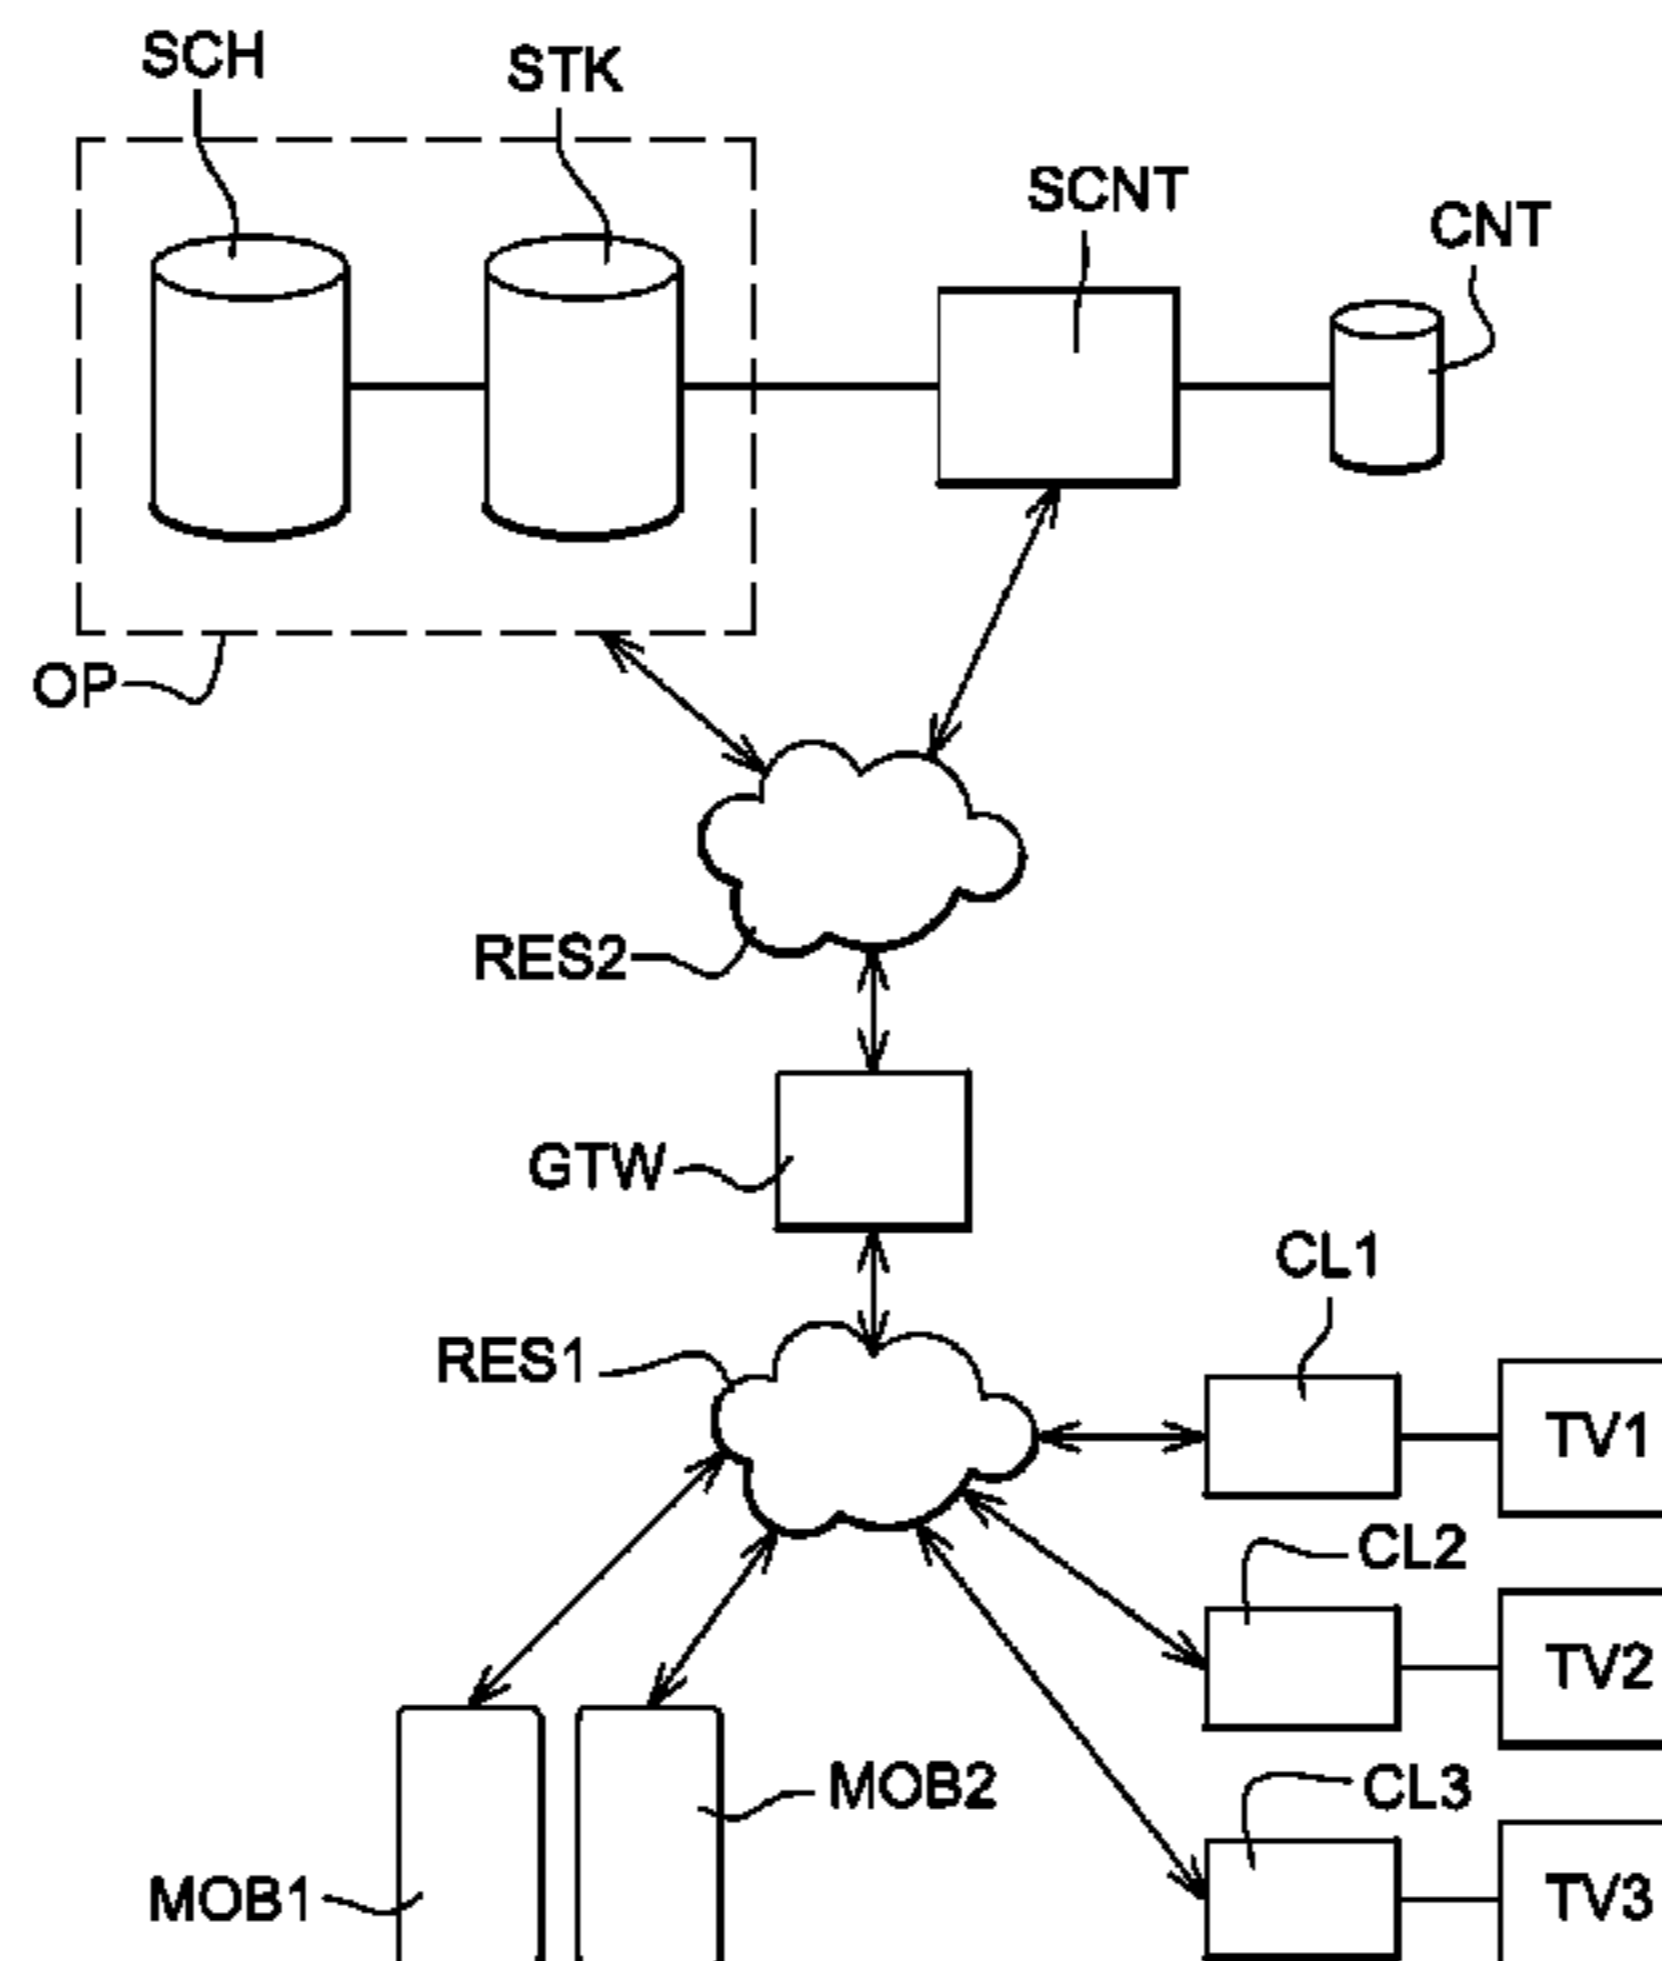 SCH
STK
SCNT
CNT
OP
RES2
GTW
CL1
RES1
TV1
CL2
TV2
MOB2
CL3
MOB1
TV3